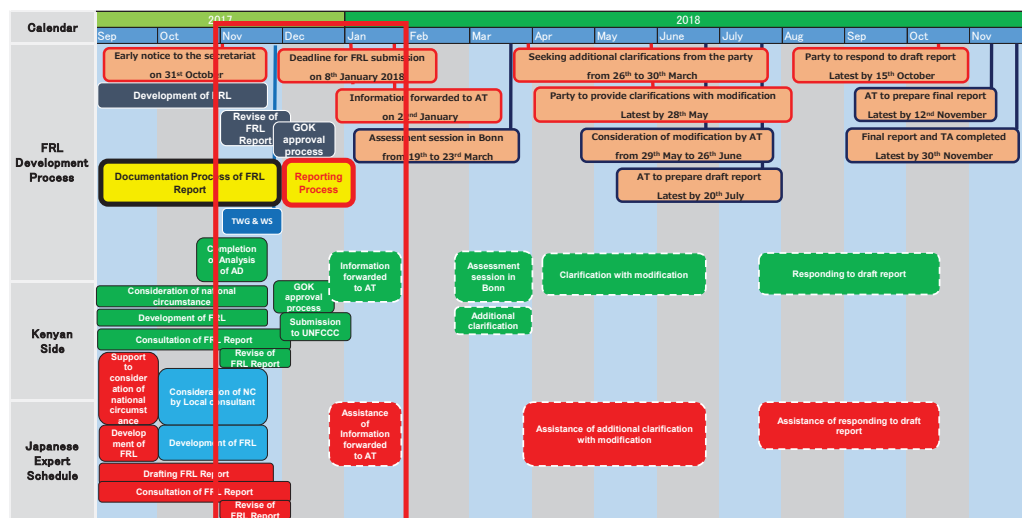 Calendar
2017
2018
Sep
Oct
Nov
Dec
Jan
Feb
Mar
Apr
May
June
July
Aug
Sep
Oct
Nov
FRL
Development
Process
Early notice to the secretariat
on 31st October
Deadline for FRL submission
on 8th January 2018
Seeking additional clarifications from the party
from 26th to 30th March
Party to respond to draft report
Latest by 15th October
Development of FRL
Information forwarded to AT
on 22nd January
Party to provide clarifications with modification
Latest by 28th May
AT to prepare final report
Latest by 12nd November
Revise of
FRL
Report
GOK
approval
process
Assessment session in Bonn
from 19th to 23rd March
Consideration of modification by AT
from 29th May to 26th June
Final report and TA completed
Latest by 30th November
Documentation Process of FRL
Report
Reporting
Process
AT to prepare draft report
Latest by 20th July
TWG & WS
Completion
of Analysis
of AD
Information
forwarded
to AT
Assessment
session in
Bonn
Clarification with modification
Responding to draft report
Kenyan
Side
Consideration of national
circumstance
GOK
approval
process
Development of FRL
Submission
to UNFCCC
Additional
clarification
Consultation of FRL Report
Revise of
FRL Report
Japanese
Expert
Schedule
Support
to
consider
ation of
national
circumst
ance
Consideration of NC
by Local consultant
Assistance
of
Information
forwarded
to AT
Assistance of additional clarification
with modification
Assistance of responding to draft
report
Develop
ment of
FRL
Development of FRL
Drafting FRL Report
Consultation of FRL Report
Revise of
FRL Report